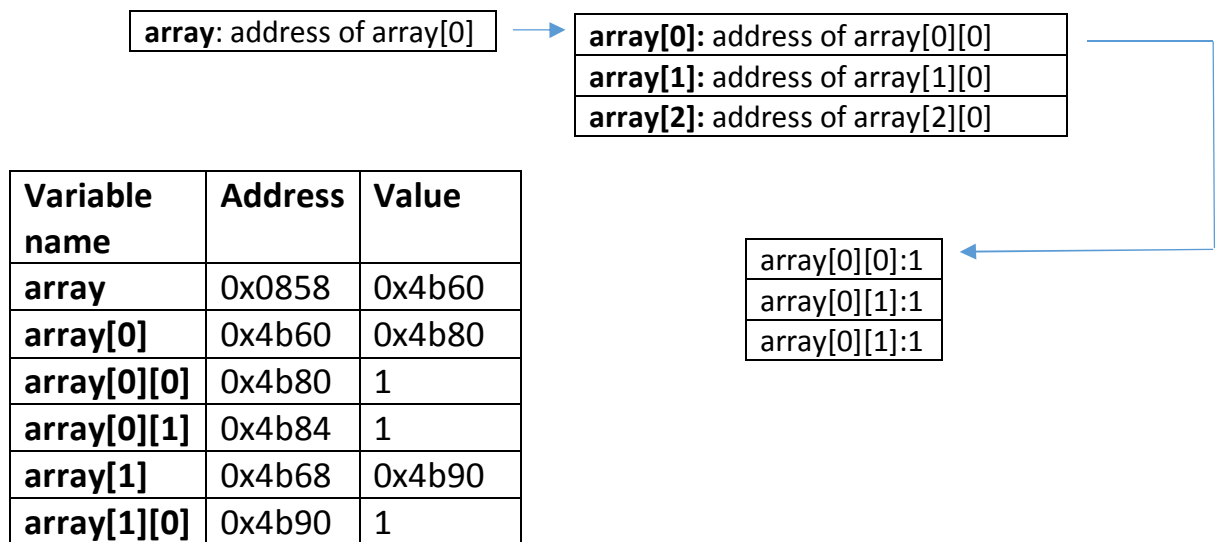 array: address of array[0]
array[0]: address of array[0][0]
array[1]: address of array[1][0]
array[2]: address of array[2][0]
Variable name Address Value
array 0x0858 0x4b60
array[0] 0x4b60 0x4b80
array[0][0] 0x4b80 1
array[0][1] 0x4b84 1
array[1] 0x4b68 0x4b90
array[1][0] 0x4b90 1
array[0][0]:1
array[0][1]:1
array[0][1]:1